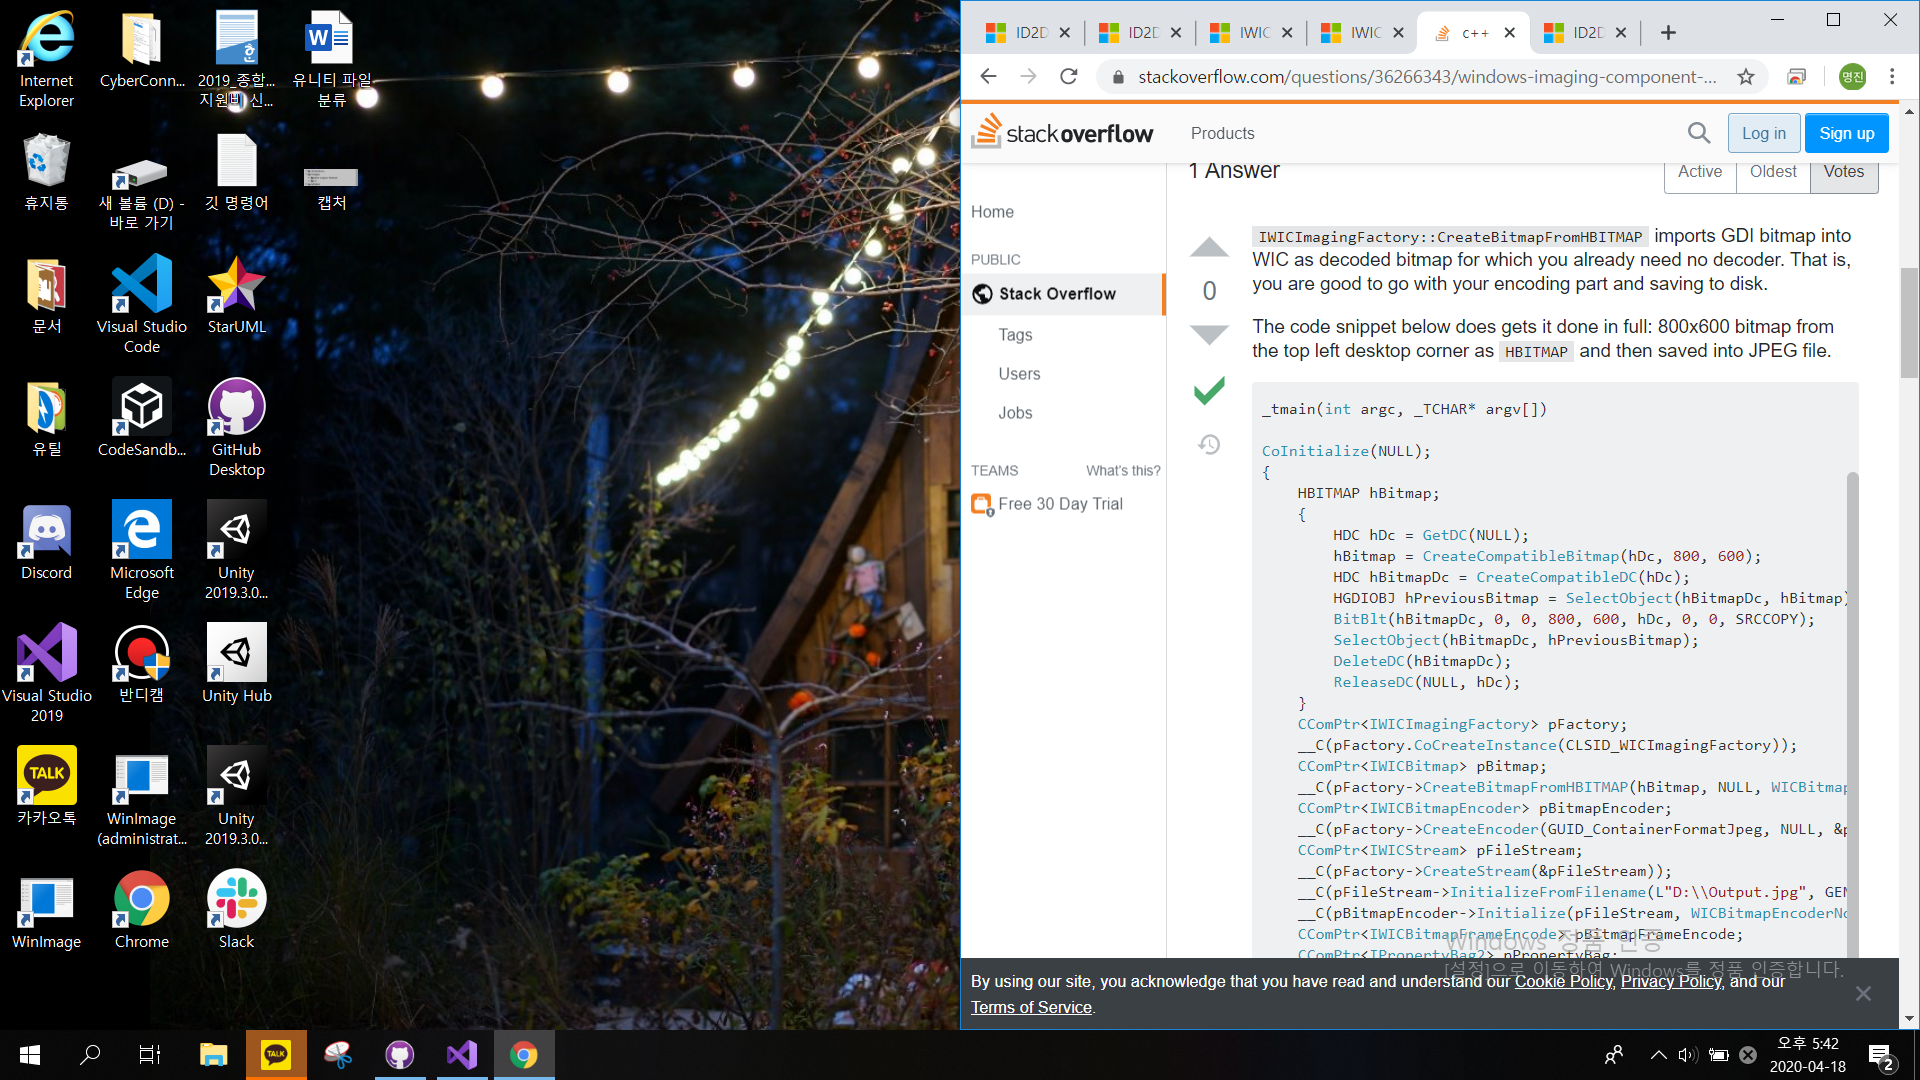 Internet Explorer
CyberConn...
2019_종합... 지원비 신...
유니티 파일 분류
휴지통
새 볼륨 (D) - 바로 가기
깃 명령어
캡처
문서
Visual Studio Code
StarUML
유틸
CodeSandb...
GitHub Desktop
Discord
Microsoft Edge
Unity 2019.3.0...
Visual Studio 2019
반디캠
Unity Hub
TALK
카카오톡
WinImage (administrat...
Unity 2019.3.0...
WinImage
Chrome
Slack
ID2D
ID2D
IWIC
IWIC
c++
ID2D
stackoverflow.com/questions/36266343/windows-imaging-component-...
명진
stackoverflow
Products
Log in
Sign up
1 Answer
Active
Oldest
Votes
Home
PUBLIC
Stack Overflow
Tags
Users
Jobs
TEAMS
What's this?
Free 30 Day Trial
0
IWICImagingFactory::CreateBitmapFromHBITMAP imports GDI bitmap into
WIC as decoded bitmap for which you already need no decoder. That is,
you are good to go with your encoding part and saving to disk.
The code snippet below does gets it done in full: 800x600 bitmap from
the top left desktop corner as HBITMAP and then saved into JPEG file.
_tmain(int argc, _TCHAR* argv[])
CoInitialize(NULL);
{
HBITMAP hBitmap;
{
HDC hDc = GetDC(NULL);
hBitmap = CreateCompatibleBitmap(hDc, 800, 600);
HDC hBitmapDc = CreateCompatibleDC(hDc);
HGDIOBJ hPreviousBitmap = SelectObject(hBitmapDc, hBitmap)
BitBlt(hBitmapDc, 0, 0, 800, 600, hDc, 0, 0, SRCCOPY);
SelectObject(hBitmapDc, hPreviousBitmap);
DeleteDC(hBitmapDc);
ReleaseDC(NULL, hDc);
}
CComPtr<IWICImagingFactory> pFactory;
__C(pFactory.CoCreateInstance(CLSID_WICImagingFactory));
CComPtr<IWICBitmap> pBitmap;
__C(pFactory->CreateBitmapFromHBITMAP(hBitmap, NULL, WICBitmap
CComPtr<IWICBitmapEncoder> pBitmapEncoder;
__C(pFactory->CreateEncoder(GUID_ContainerFormatJpeg, NULL, &p
CComPtr<IWICStream> pFileStream;
__C(pFactory->CreateStream(&pFileStream));
__C(pFileStream->InitializeFromFilename(L"D:\\Output.jpg", GEN
__C(pBitmapEncoder->Initialize(pFileStream, WICBitmapEncoderNo
CComPtr<IWICBitmapFrameEncode> pBitmapFrameEncode;
CComPtr<IPropertyBag2> pPropertyBag;
Windows 정품 인증
[설정]으로 이동하여 Windows를 정품 인증합니다.
By using our site, you acknowledge that you have read and understand our Cookie Policy, Privacy Policy, and our
Terms of Service.
TALK
오후 5:42
2020-04-18
2